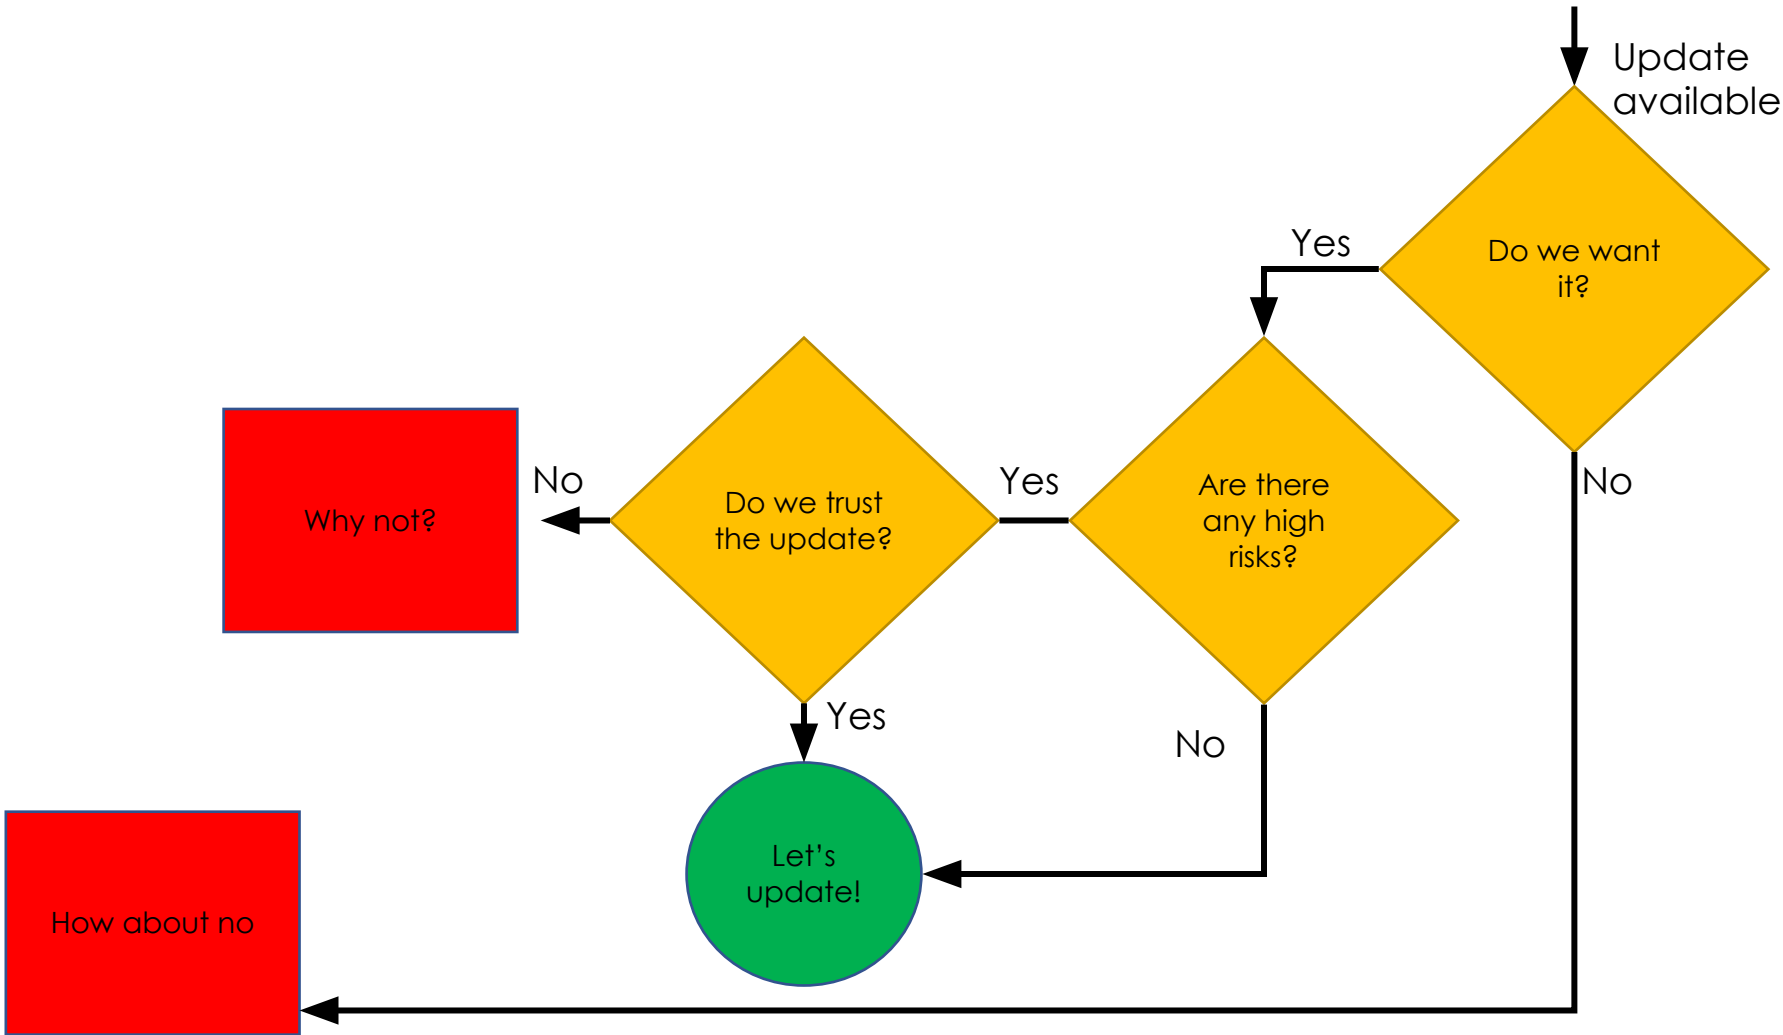 Update
available
Do we want
it?
Yes
No
Are there
any high
risks?
Yes
No
Do we trust
the update?
No
Yes
Why not?
Let’s
update!
How about no